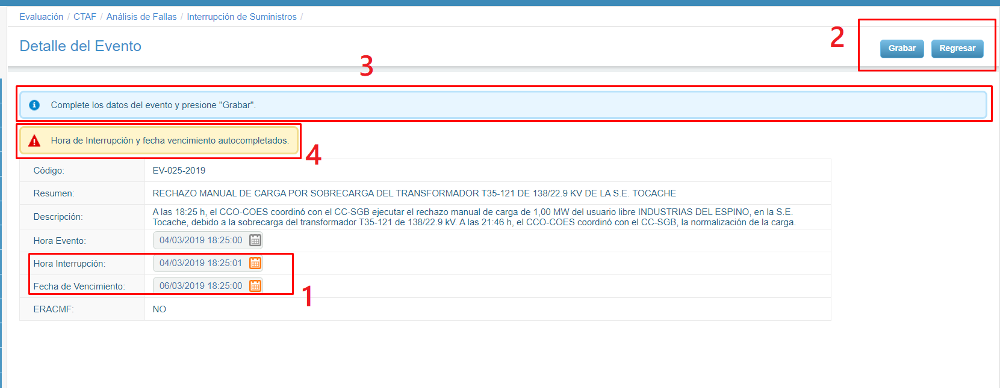 Evaluación / CTAF / Análisis de Fallas / Interrupción de Suministros /
Detalle del Evento
2
Grabar Regresar
3
Complete los datos del evento y presione "Grabar".
Hora de Interrupción y fecha vencimiento autocompletados.
4
Código: EV-025-2019
Resumen: RECHAZO MANUAL DE CARGA POR SOBRECARGA DEL TRANSFORMADOR T35-121 DE 138/22.9 KV DE LA S.E. TOCACHE
Descripción: A las 18:25 h, el CCO-COES coordinó con el CC-SGB ejecutar el rechazo manual de carga de 1,00 MW del usuario libre INDUSTRIAS DEL ESPINO, en la S.E.
Tocache, debido a la sobrecarga del transformador T35-121 de 138/22.9 kV. A las 21:46 h, el CCO-COES coordinó con el CC-SGB, la normalización de la carga.
Hora Evento: 04/03/2019 18:25:00
Hora Interrupción: 04/03/2019 18:25:01
Fecha de Vencimiento: 06/03/2019 18:25:00
1
ERACMF: NO